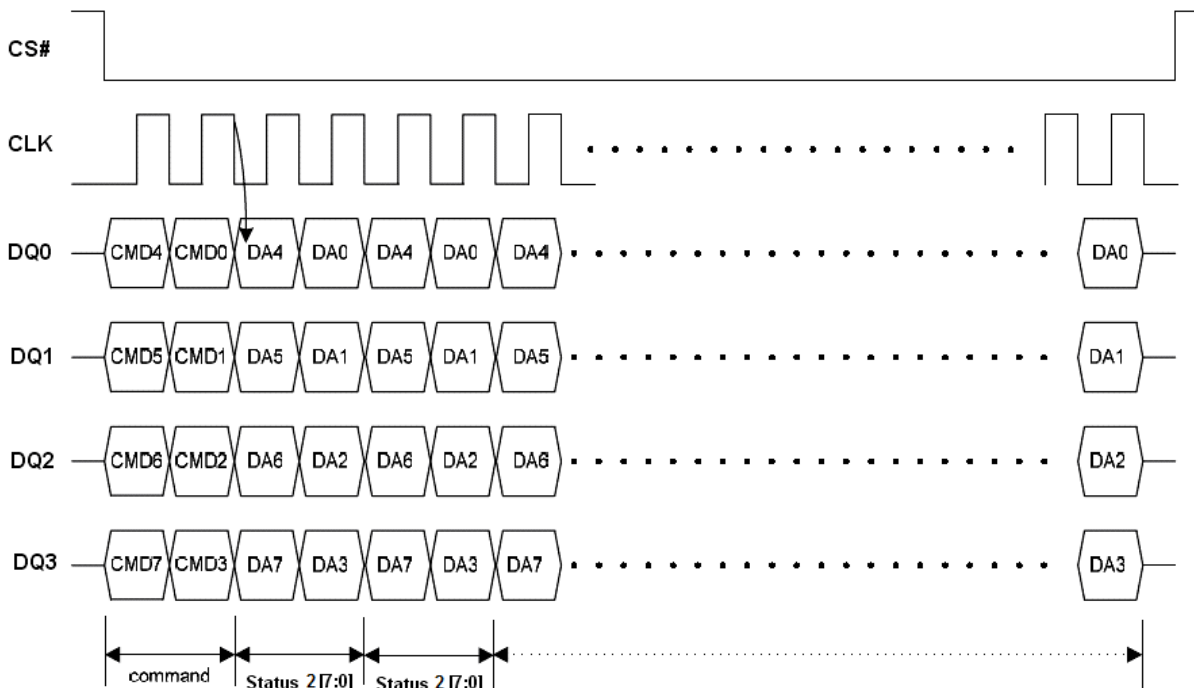 CS#
CLK
DQ0 CMD4 CMD0 DA4 DA0 DA4 DA0 DA4 DA0
DQ1 CMD5 CMD1 DA5 DA1 DA5 DA1 DA5 DA1
DQ2 CMD6 CMD2 DA6 DA2 DA6 DA2 DA6 DA2
DQ3 CMD7 CMD3 DA7 DA3 DA7 DA3 DA7 DA3
command Status 2[7:0] Status 2[7:0]